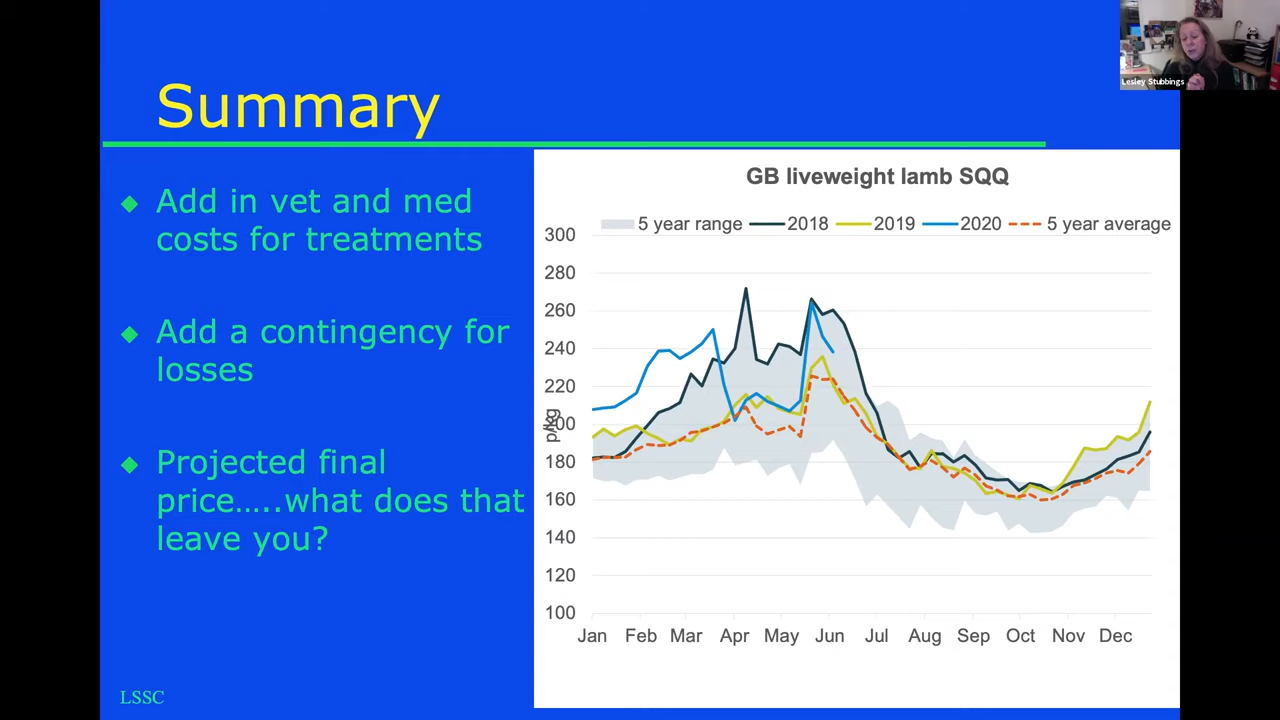 Lesley Stubbings
Summary
Add in vet and med
costs for treatments
Add a contingency for
losses
Projected final
price…..what does that
leave you?
GB liveweight lamb SQQ
5 year range
2018
2019
2020
5 year average
300
280
260
240
220
200
180
160
140
120
100
p/kg
Jan Feb Mar Apr May Jun Jul Aug Sep Oct Nov Dec
LSSC